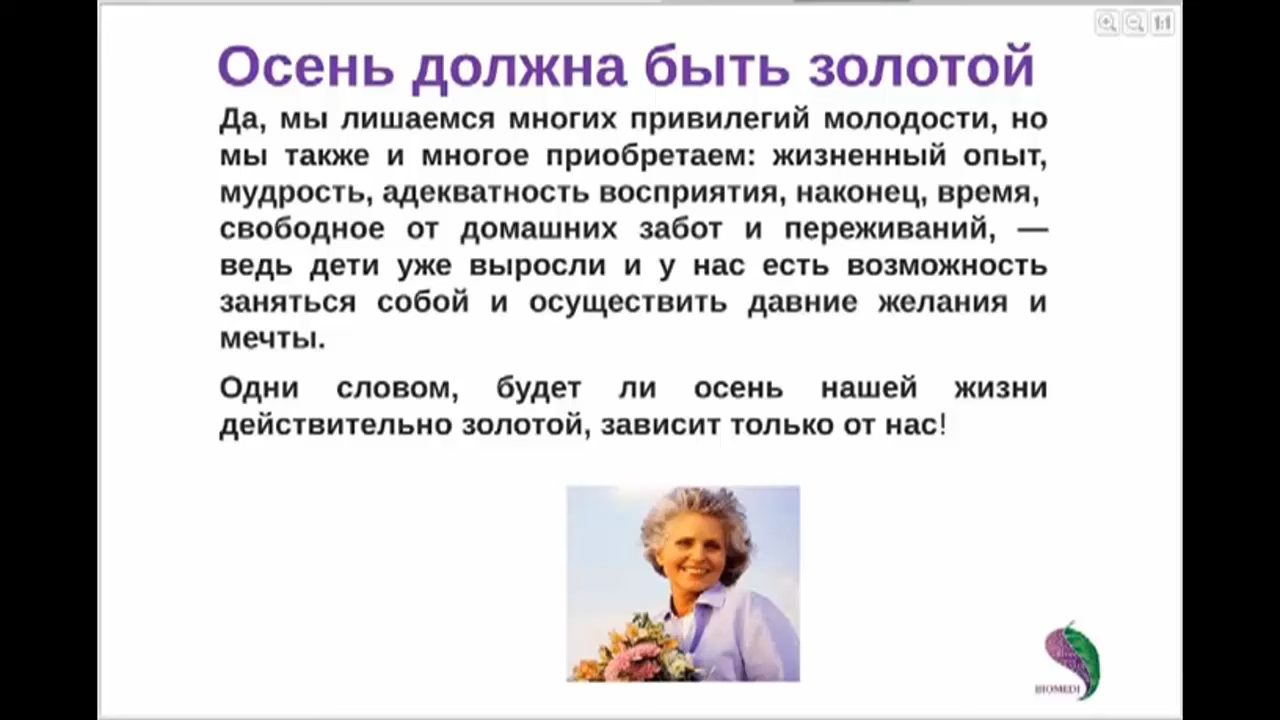 Осень должна быть золотой
Да, мы лишаемся многих привилегий молодости, но
мы также и многое приобретаем: жизненный опыт,
мудрость, адекватность восприятия, наконец, время,
свободное от домашних забот и переживаний, —
ведь дети уже выросли и у нас есть возможность
заняться собой и осуществить давние желания и
мечты.
Одни словом, будет ли осень нашей жизни
действительно золотой, зависит только от нас!
BIOMEDI
1:1